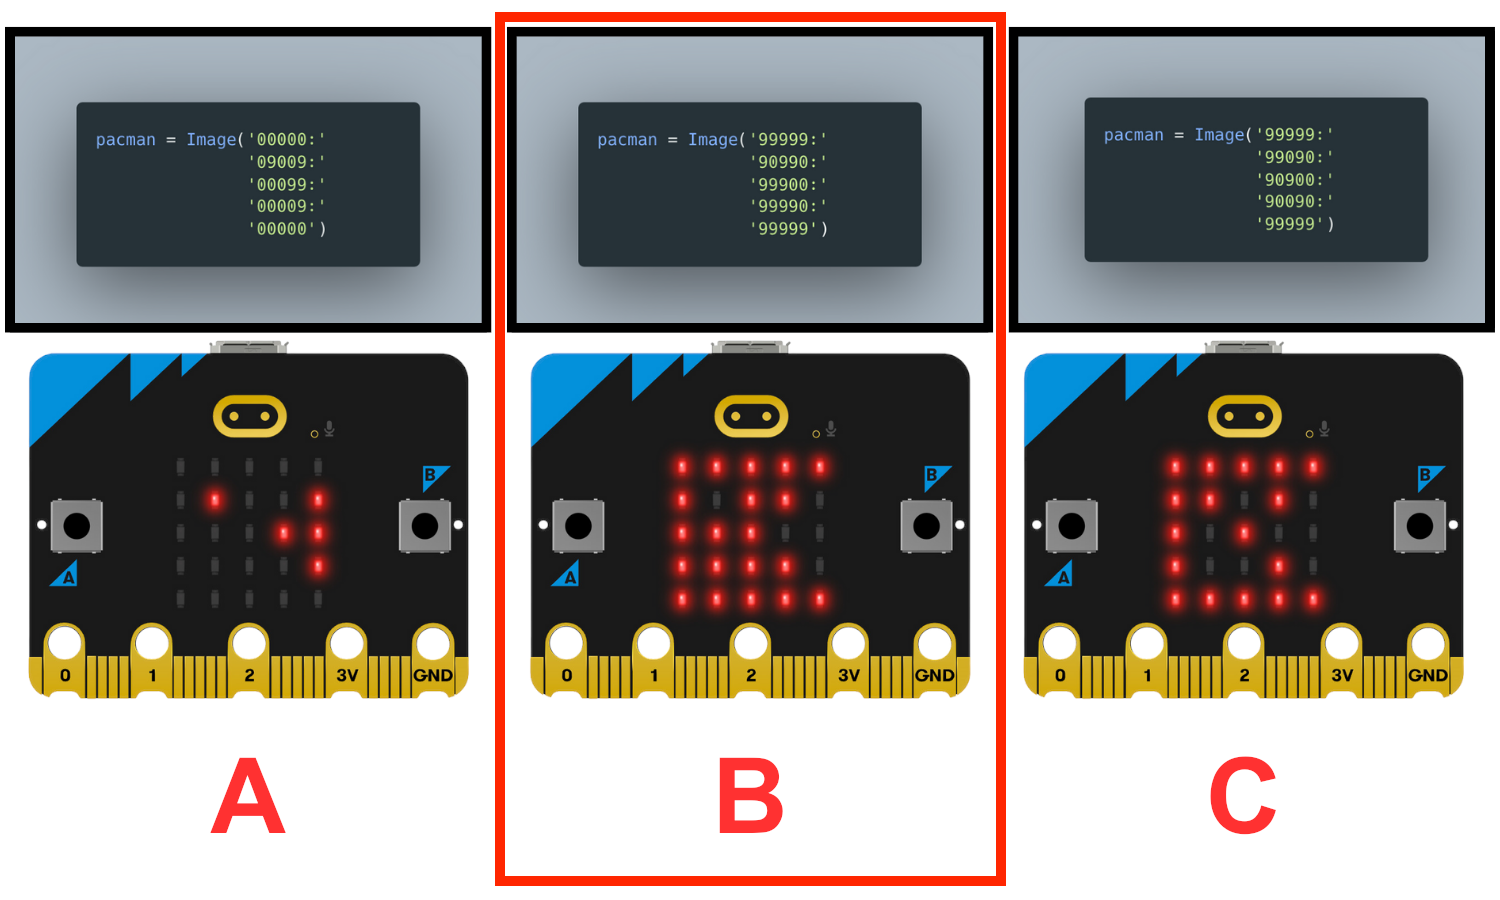 pacman = Image('00000:'
'09009:'
'00099:'
'00009:'
'00000')
pacman = Image('99999:'
'90990:'
'99900:'
'99990:'
'99999')
pacman = Image('99999:'
'99090:'
'90900:'
'90090:'
'99999')
B
A
0 1 2 3V GND
B
A
0 1 2 3V GND
B
A
0 1 2 3V GND
A
B
C